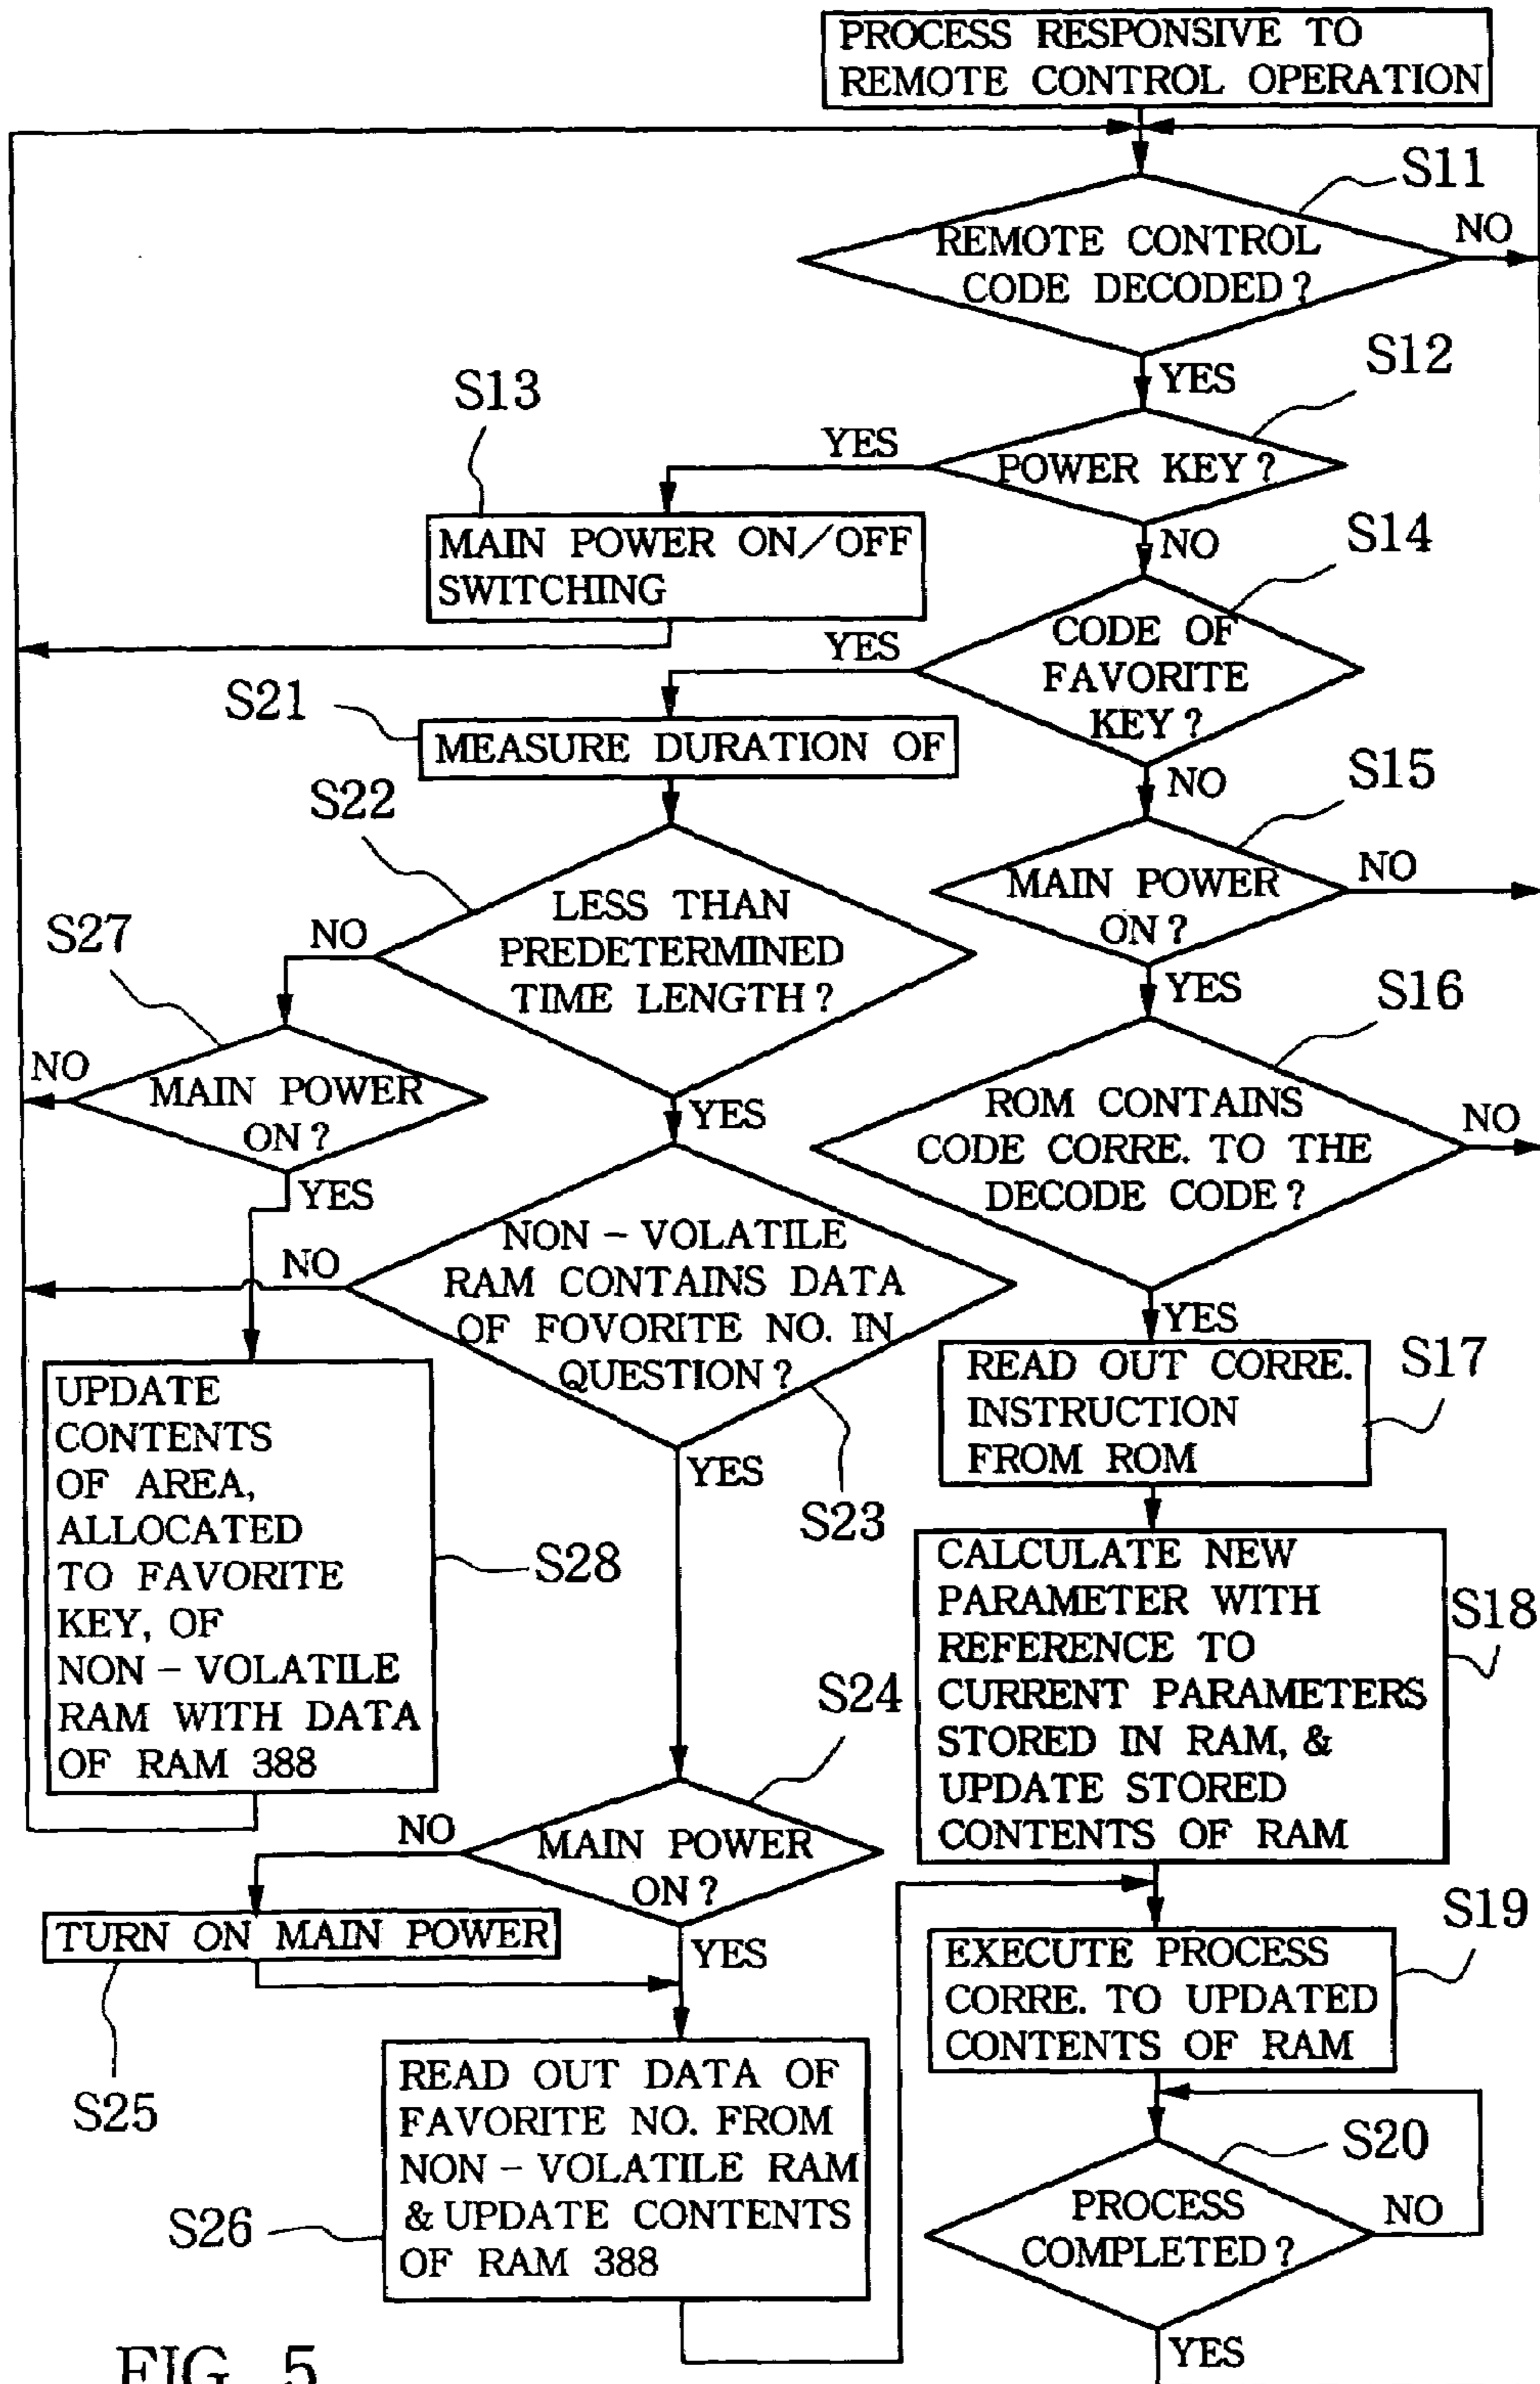 PROCESS RESPONSIVE TO
REMOTE CONTROL OPERATION
S11
REMOTE CONTROL
CODE DECODED?
NO
YES
S12
POWER KEY?
YES
NO
S13
MAIN POWER ON/OFF
SWITCHING
S14
CODE OF
FAVORITE
KEY?
YES
NO
S21
MEASURE DURATION OF
S15
MAIN POWER
ON?
NO
YES
S22
LESS THAN
PREDETERMINED
TIME LENGTH?
NO
YES
S27
MAIN POWER
ON?
NO
YES
S16
ROM CONTAINS
CODE CORRE. TO THE
DECODE CODE?
NO
YES
NON-VOLATILE
RAM CONTAINS DATA
OF FOVORITE NO. IN
QUESTION?
NO
YES
S23
S17
READ OUT CORRE.
INSTRUCTION
FROM ROM
UPDATE
CONTENTS
OF AREA,
ALLOCATED
TO FAVORITE
KEY, OF
NON-VOLATILE
RAM WITH DATA
OF RAM 388
S28
S18
CALCULATE NEW
PARAMETER WITH
REFERENCE TO
CURRENT PARAMETERS
STORED IN RAM, &
UPDATE STORED
CONTENTS OF RAM
S24
MAIN POWER
ON?
NO
YES
TURN ON MAIN POWER
S25
S19
EXECUTE PROCESS
CORRE. TO UPDATED
CONTENTS OF RAM
READ OUT DATA OF
FAVORITE NO. FROM
NON-VOLATILE RAM
& UPDATE CONTENTS
OF RAM 388
S26
S20
PROCESS
COMPLETED?
NO
YES
FIG. 5